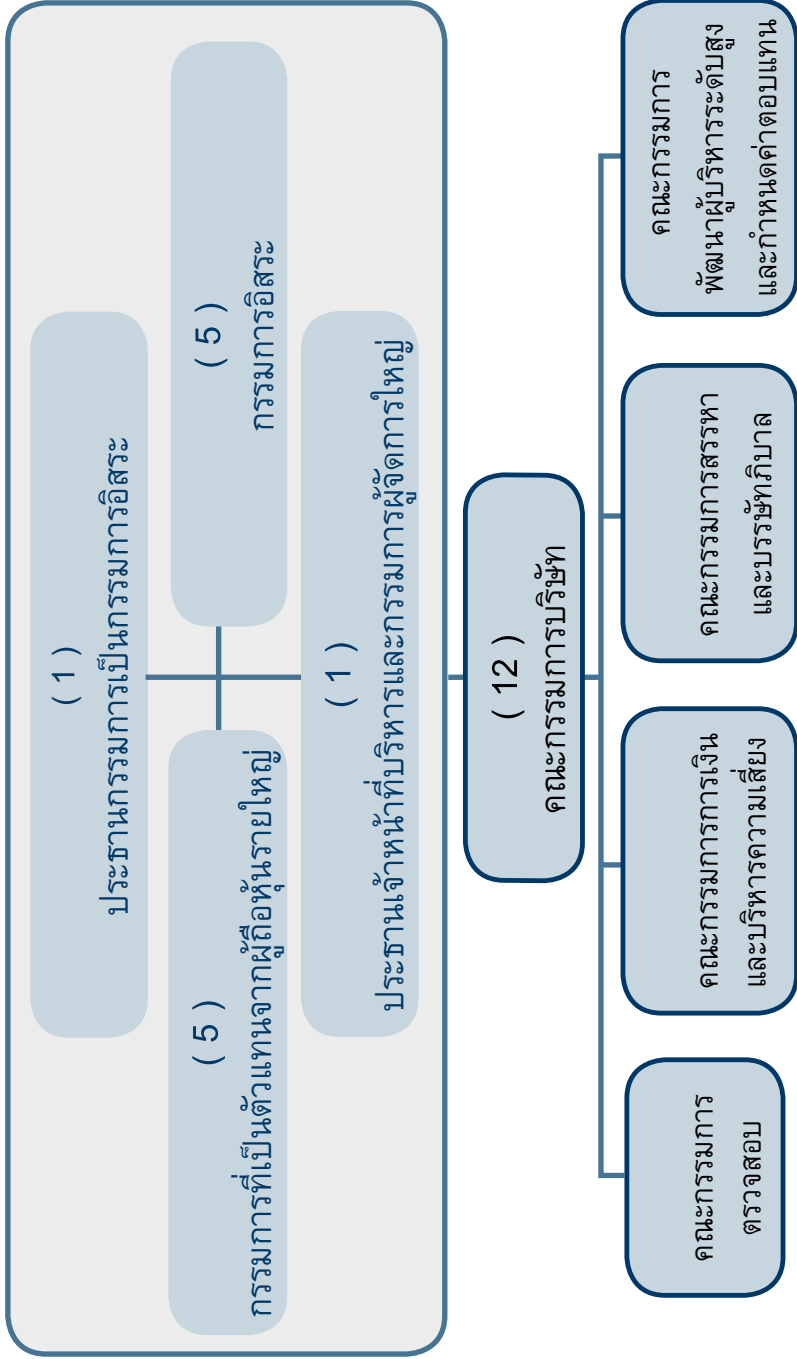 ( 1 )
ประธานกรรมการเป็นกรรมการอิสระ
( 5 )
กรรมการที่เป็นตัวแทนจากผู้ถือหุ้นรายใหญ่
( 5 )
กรรมการอิสระ
( 1 )
ประธานเจ้าหน้าที่บริหารและกรรมการผู้จัดการใหญ่
( 12 )
คณะกรรมการบริษัท
คณะกรรมการ
ตรวจสอบ
คณะกรรมการการเงิน
และบริหารความเสี่ยง
คณะกรรมการสรรหา
และบรรษัทภิบาล
คณะกรรมการ
พัฒนาผู้บริหารระดับสูง
และกำหนดค่าตอบแทน